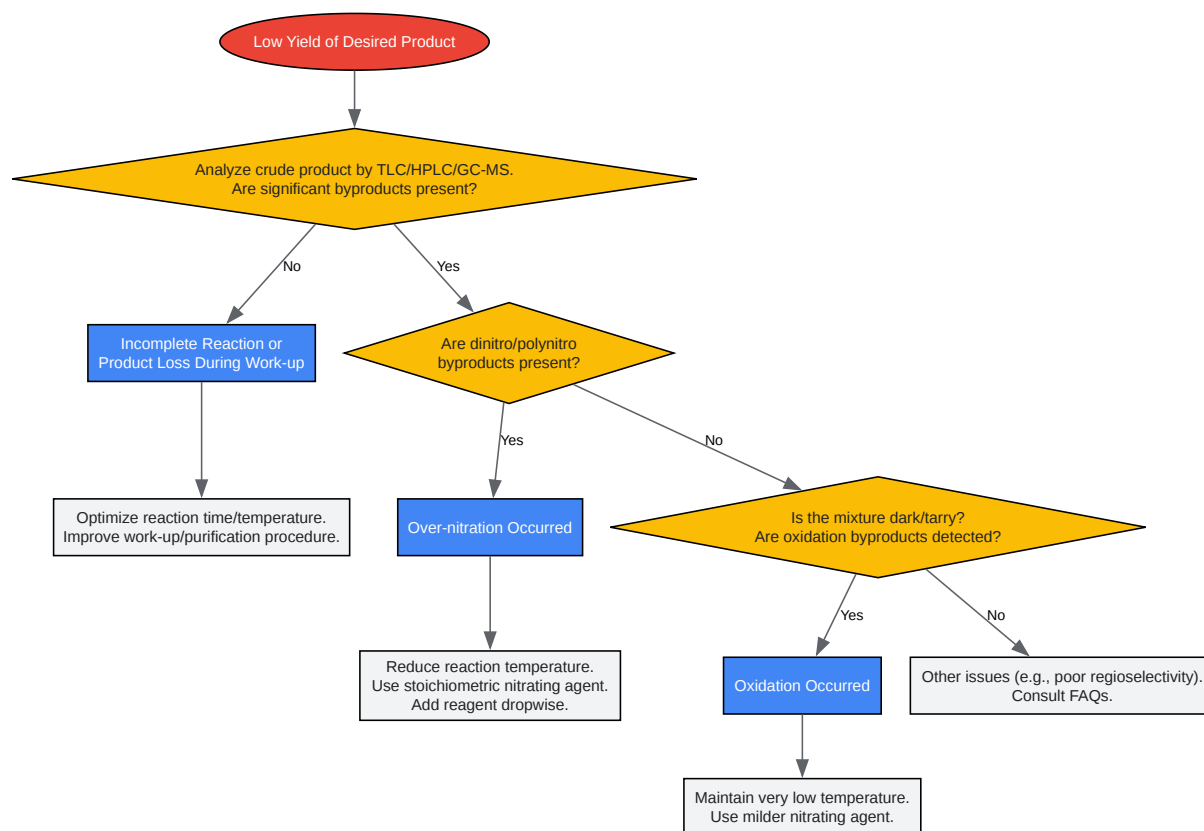 Low Yield of Desired Product
Analyze crude product by TLC/HPLC/GC-MS.
Are significant byproducts present?
No
Yes
Incomplete Reaction or
Product Loss During Work-up
Are dinitro/polynitro
byproducts present?
Yes
No
Optimize reaction time/temperature.
Improve work-up/purification procedure.
Over-nitration Occurred
Is the mixture dark/tarry?
Are oxidation byproducts detected?
Yes
No
Reduce reaction temperature.
Use stoichiometric nitrating agent.
Add reagent dropwise.
Oxidation Occurred
Other issues (e.g., poor regioselectivity).
Consult FAQs.
Maintain very low temperature.
Use milder nitrating agent.